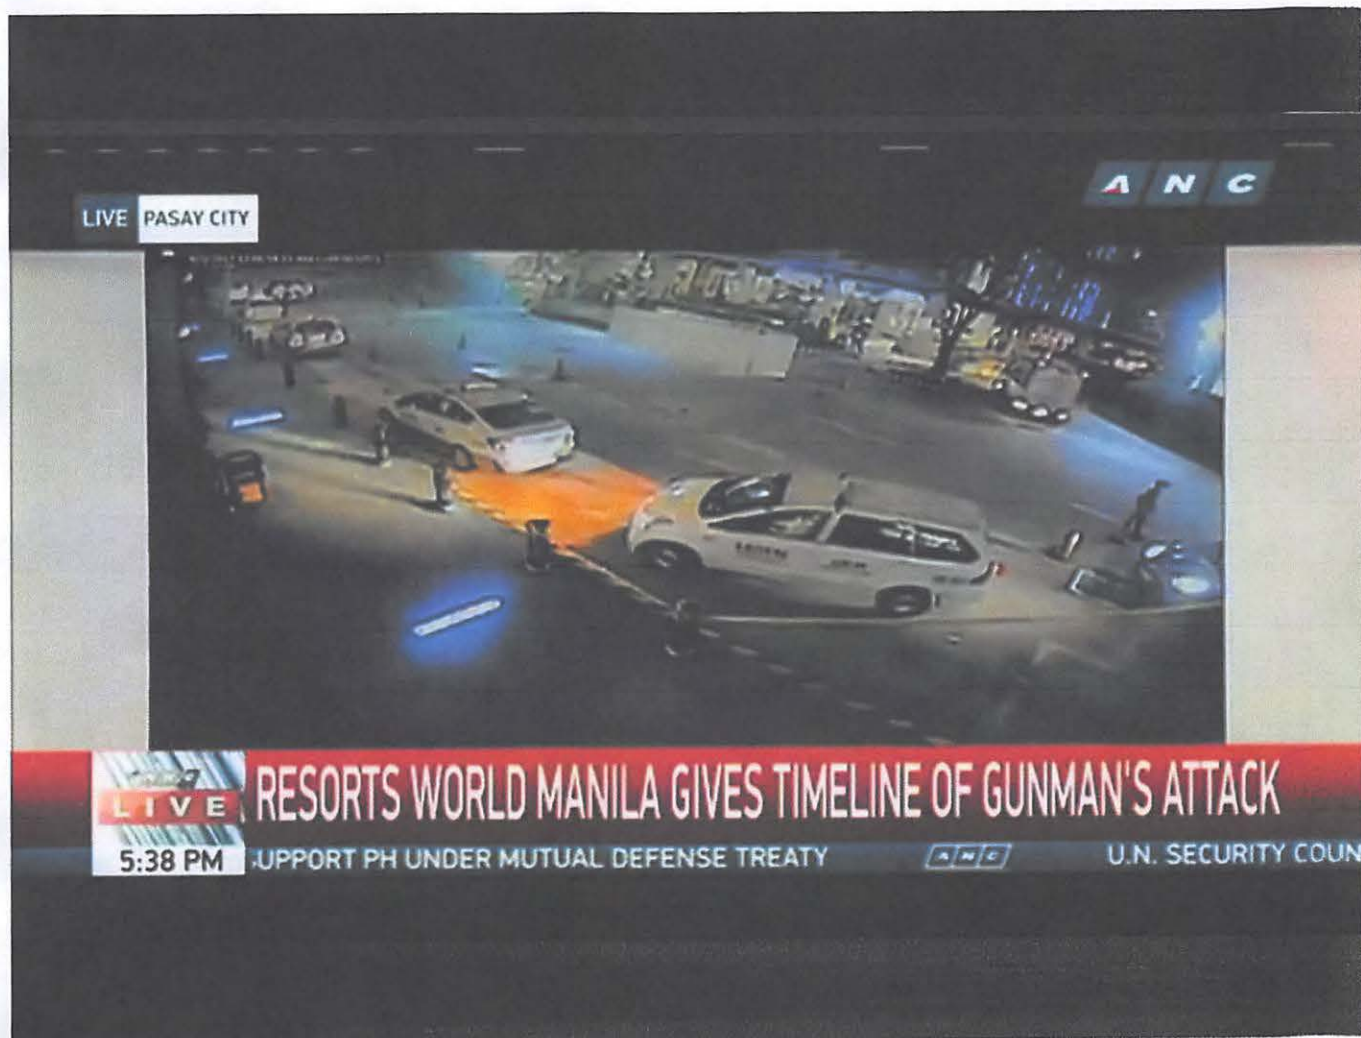 A N C
LIVE PASAY CITY
LIVE
RESORTS WORLD MANILA GIVES TIMELINE OF GUNMAN'S ATTACK
5:38 PM
UPPORT PH UNDER MUTUAL DEFENSE TREATY ANC U.N. SECURITY COUN